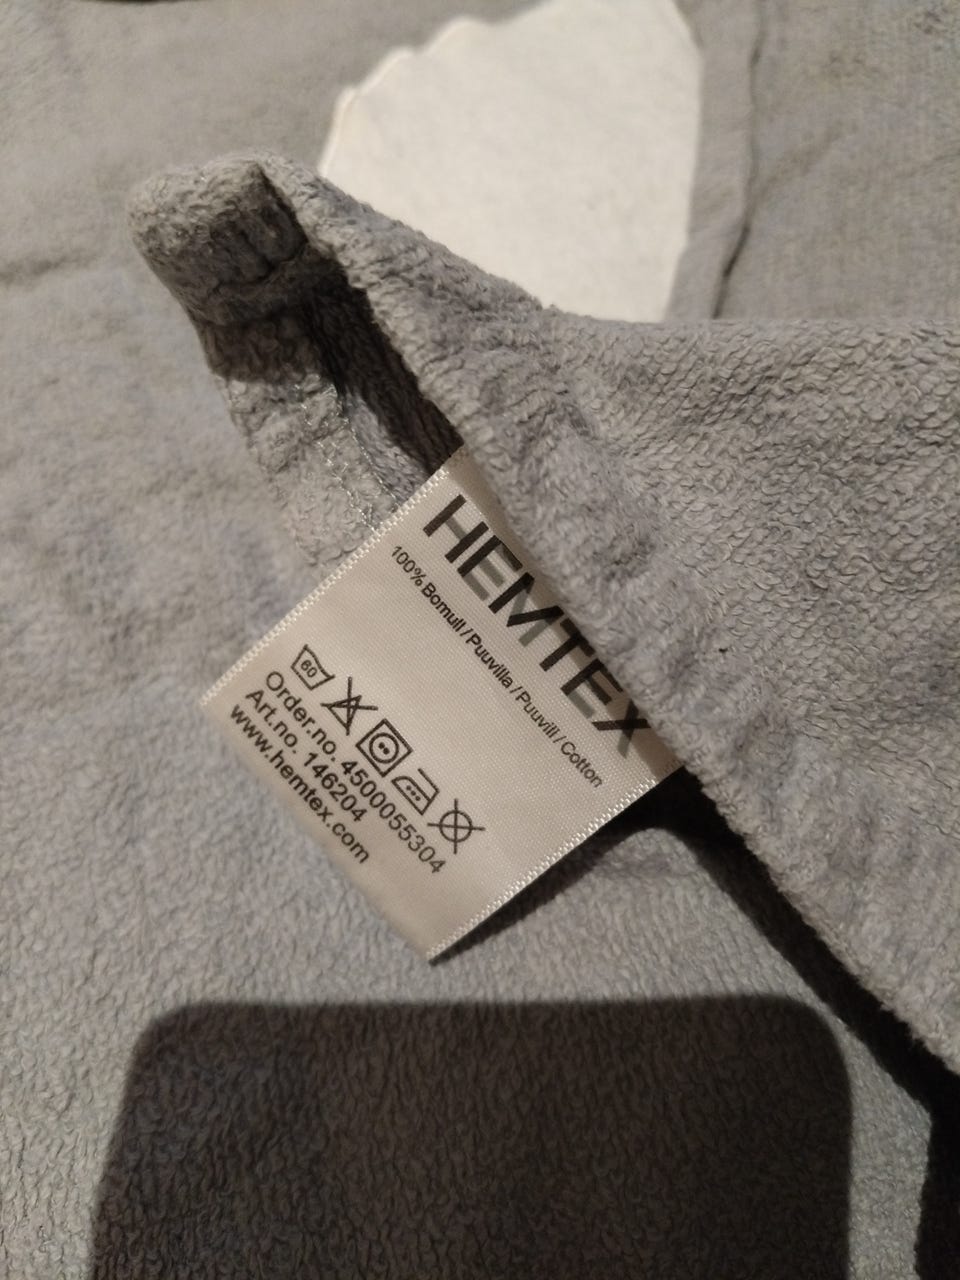 HEMTEX
100% Bomull / Puuvilla / Puuvill / Cotton
60
Order.no. 4500055304
Art.no. 146204
www.hemtex.com